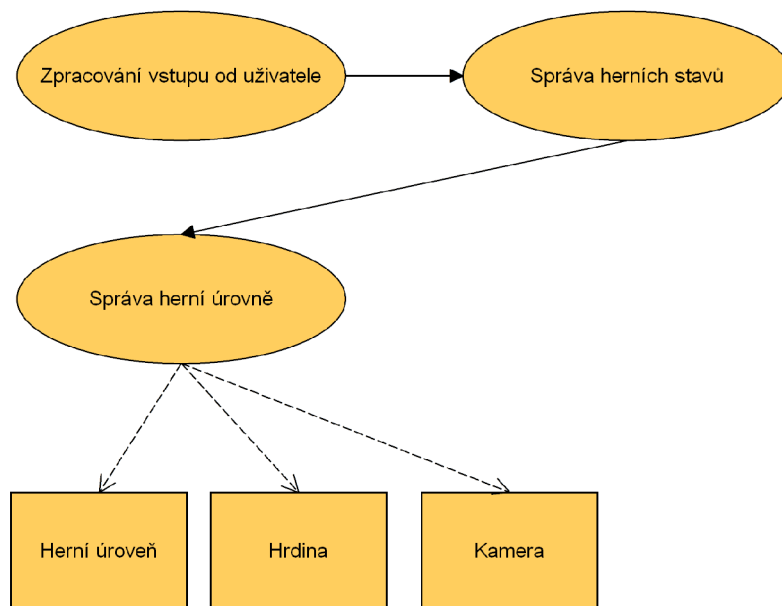 Zpracování vstupu od uživatele
Správa herních stavů
Správa herní úrovně
Herní úroveň
Hrdina
Kamera